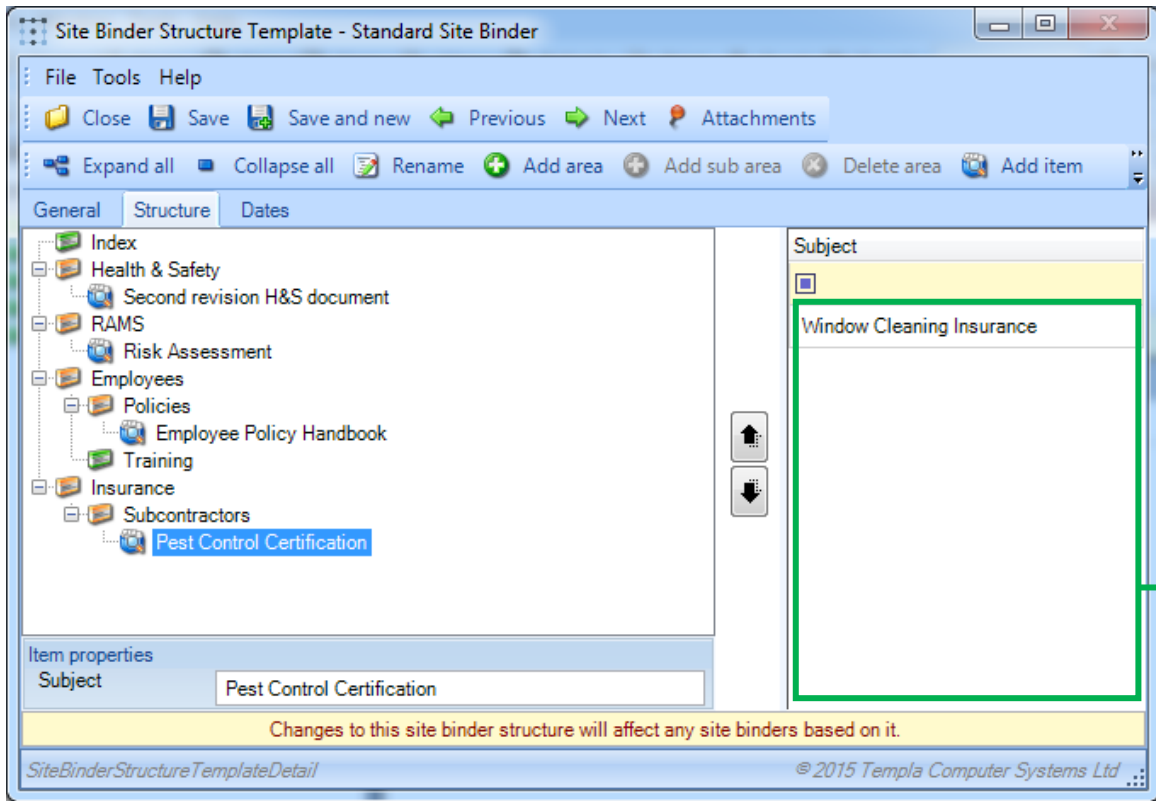 Site Binder Structure Template - Standard Site Binder
File Tools Help
Close Save Save and new Previous Next Attachments
Expand all Collapse all Rename Add area Add sub area Delete area Add item
General Structure Dates
Index
Health & Safety
Second revision H&S document
RAMS
Risk Assessment
Employees
Policies
Employee Policy Handbook
Training
Insurance
Subcontractors
Pest Control Certification
Subject
Window Cleaning Insurance
Item properties
Subject Pest Control Certification
Changes to this site binder structure will affect any site binders based on it.
SiteBinderStructureTemplateDetail © 2015 Templa Computer Systems Ltd